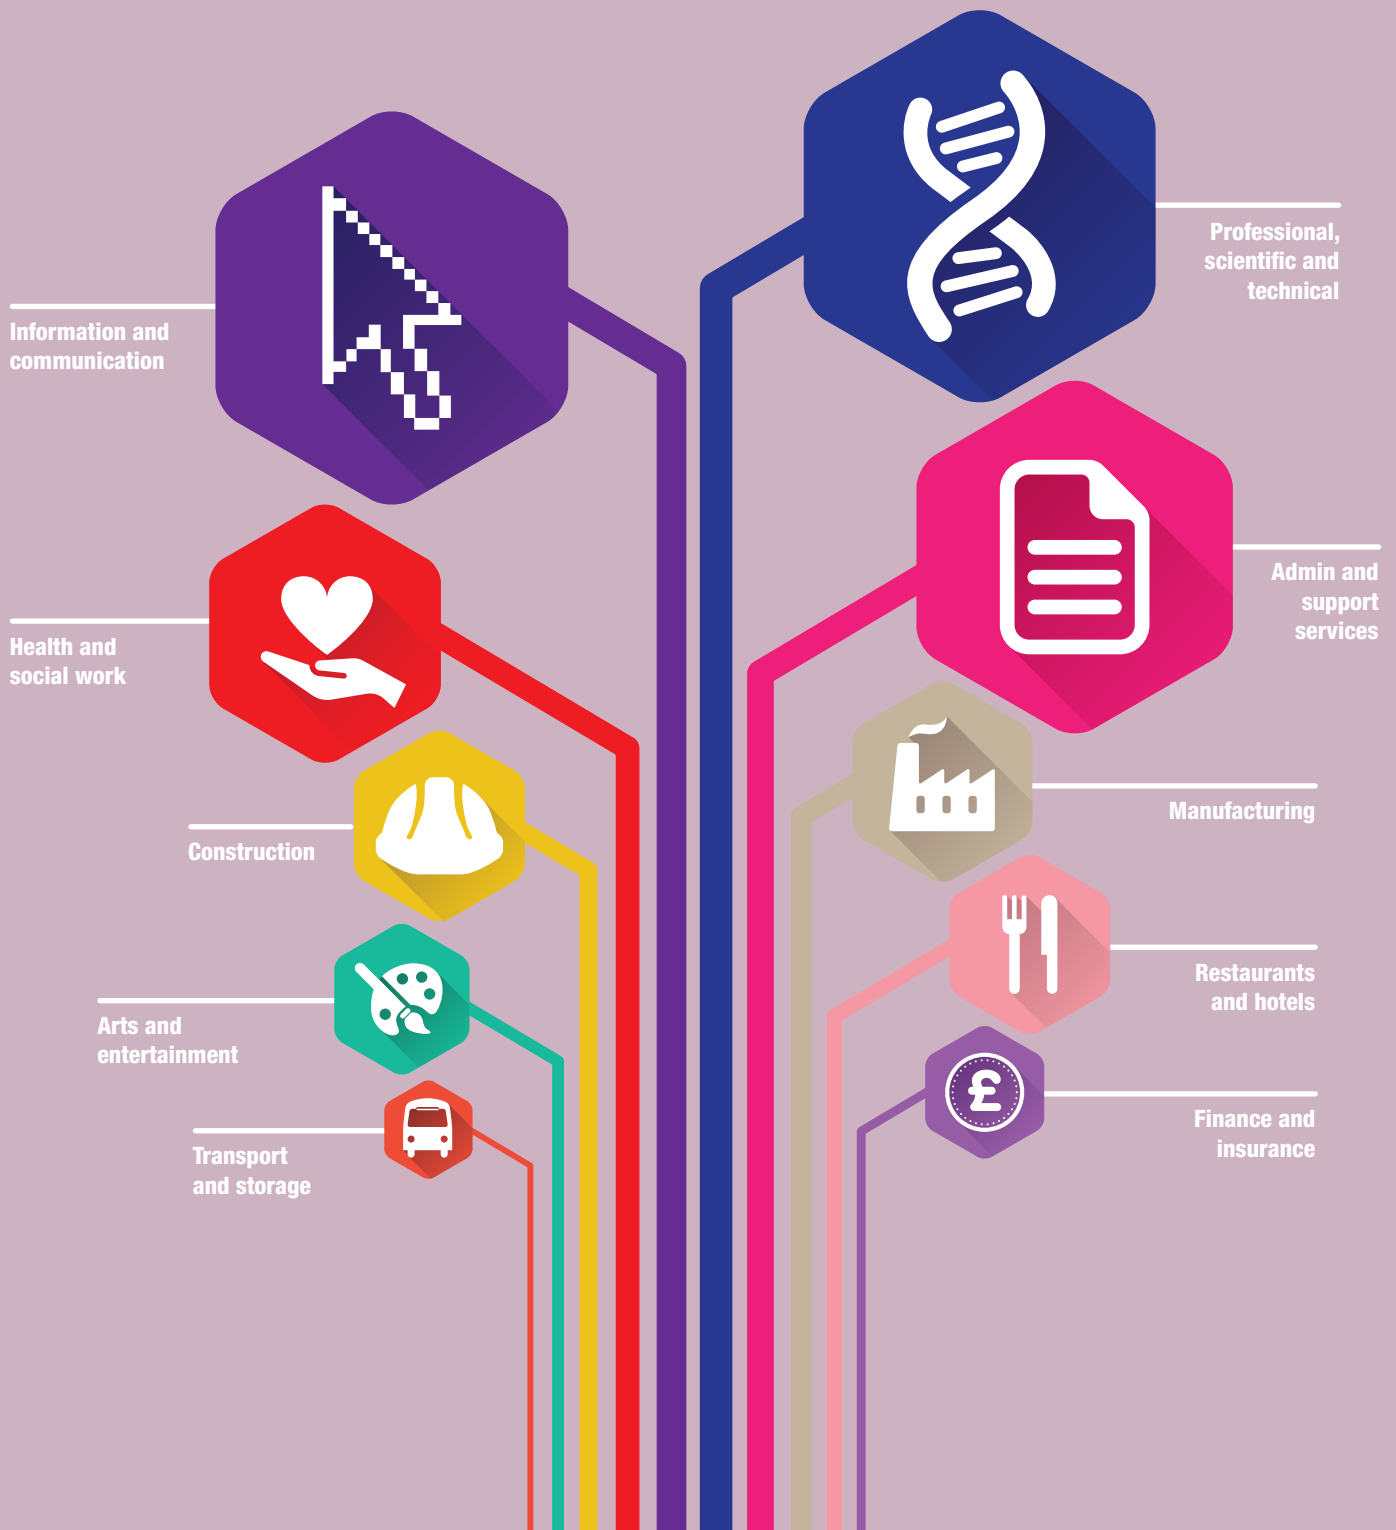 Information and
communication
Health and
social work
Construction
Arts and
entertainment
Transport
and storage
Professional,
scientific and
technical
Admin and
support
services
Manufacturing
Restaurants
and hotels
£
Finance and
insurance